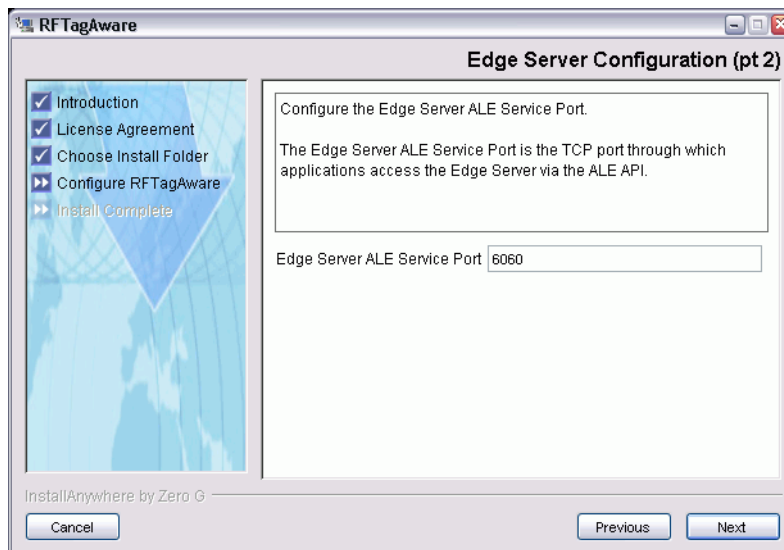 RFTagAware
Edge Server Configuration (pt 2)
Introduction
License Agreement
Choose Install Folder
Configure RFTagAware
Install Complete
Configure the Edge Server ALE Service Port.
The Edge Server ALE Service Port is the TCP port through which
applications access the Edge Server via the ALE API.
Edge Server ALE Service Port 6060
InstallAnywhere by Zero G
Cancel
Previous
Next